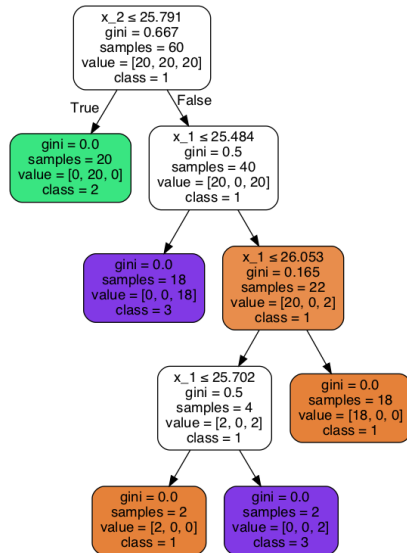 x_2 ≤ 25.791
gini = 0.667
samples = 60
value = [20, 20, 20]
class = 1
True
False
gini = 0.0
samples = 20
value = [0, 20, 0]
class = 2
x_1 ≤ 25.484
gini = 0.5
samples = 40
value = [20, 0, 20]
class = 1
gini = 0.0
samples = 18
value = [0, 0, 18]
class = 3
x_1 ≤ 26.053
gini = 0.165
samples = 22
value = [20, 0, 2]
class = 1
x_1 ≤ 25.702
gini = 0.5
samples = 4
value = [2, 0, 2]
class = 1
gini = 0.0
samples = 18
value = [18, 0, 0]
class = 1
gini = 0.0
samples = 2
value = [2, 0, 0]
class = 1
gini = 0.0
samples = 2
value = [0, 0, 2]
class = 3